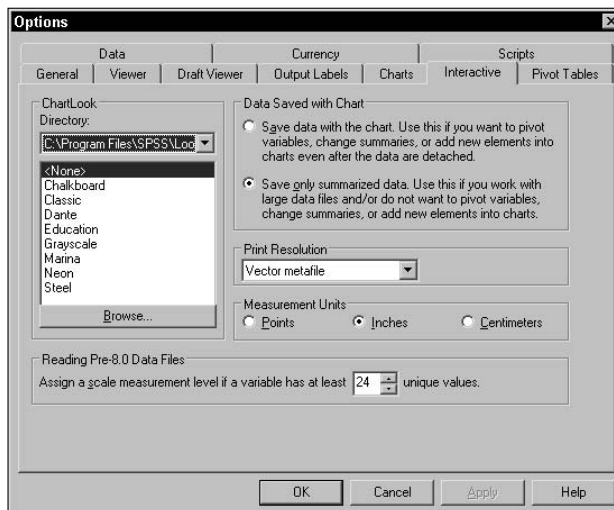 Options
Data
Currency
Scripts
General
Viewer
Draft Viewer
Output Labels
Charts
Interactive
Pivot Tables
ChartLook
Directory:
C:\Program Files\SPSS\Loo
<None>
Chalkboard
Classic
Dante
Education
Grayscale
Marina
Neon
Steel
Browse...
Data Saved with Chart
Save data with the chart. Use this if you want to pivot
variables, change summaries, or add new elements into
charts even after the data are detached.
Save only summarized data. Use this if you work with
large data files and/or do not want to pivot variables,
change summaries, or add new elements into charts.
Print Resolution
Vector metafile
Measurement Units
Points
Inches
Centimeters
Reading Pre-8.0 Data Files
Assign a scale measurement level if a variable has at least 24 unique values.
OK
Cancel
Apply
Help